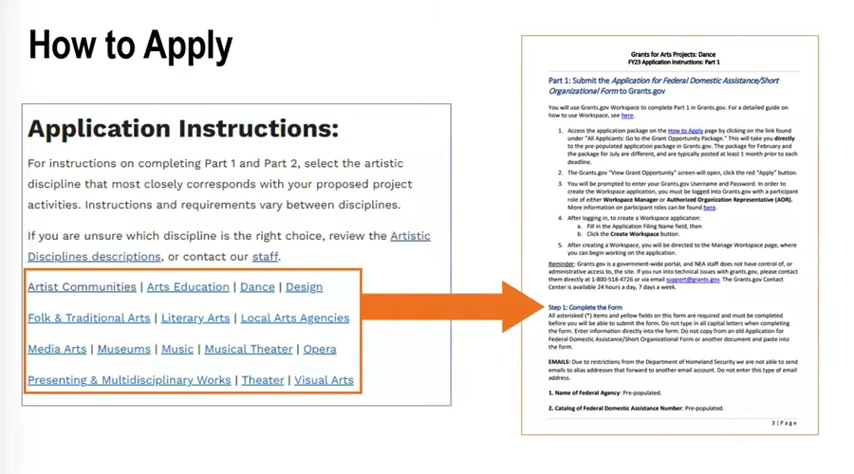 How to Apply
Application Instructions:
For instructions on completing Part 1 and Part 2, select the artistic
discipline that most closely corresponds with your proposed project
activities. Instructions and requirements vary between disciplines.
If you are unsure which discipline is the right choice, review the Artistic
Disciplines descriptions, or contact our staff.
Artist Communities | Arts Education | Dance | Design
Folk & Traditional Arts | Literary Arts | Local Arts Agencies
Media Arts | Museums | Music | Musical Theater | Opera
Presenting & Multidisciplinary Works | Theater | Visual Arts
Grants for Arts Projects: Dance
FY23 Application Instructions: Part 1
Part 1: Submit the Application for Federal Domestic Assistance/Short
Organizational Form to Grants.gov
You will use Grants.gov Workspace to complete Part 1 in Grants.gov. For a detailed guide on
how to use Workspace, see here.
1. Access the application package on the How to Apply page by clicking on the link found
under "All Applicants: Go to the Grant Opportunity Package." This will take you directly
to the pre-populated application package in Grants.gov. The package for February and
the package for July are different, and are typically posted at least 1 month prior to each
deadline.
2. The Grants.gov "View Grant Opportunity" screen will open, click the red "Apply" button.
3. You will be prompted to enter your Grants.gov Username and Password. In order to
create the Workspace application, you must be logged into Grants.gov with a participant
role of either Workspace Manager or Authorized Organization Representative (AOR).
More information on participant roles can be found here.
4. After logging in, to create a Workspace application:
a. Fill in the Application Filing Name field, then
b. Click the Create Workspace button.
5. After creating a Workspace, you will be directed to the Manage Workspace page, where
you can begin working on the application.
Reminder: Grants.gov is a government-wide portal, and NEA staff does not have control of, or
administrative access to, the site. If you run into technical issues with grants.gov, please contact
them directly at 1-800-518-4726 or via email support@grants.gov. The Grants.gov Contact
Center is available 24 hours a day, 7 days a week.
Step 1: Complete the Form
All asterisked (*) items and yellow fields on this form are required and must be completed
before you will be able to submit the form. Do not type in all capital letters when completing
the form. Enter information directly into the form. Do not copy from an old Application for
Federal Domestic Assistance/Short Organizational Form or another document and paste into
the form.
EMAILS: Due to restrictions from the Department of Homeland Security we are not able to send
emails to email addresses that forward to another email account. Do not enter this type of email
address.
1. Name of Federal Agency: Pre-populated.
2. Catalog of Federal Domestic Assistance Number: Pre-populated.
3 | Page